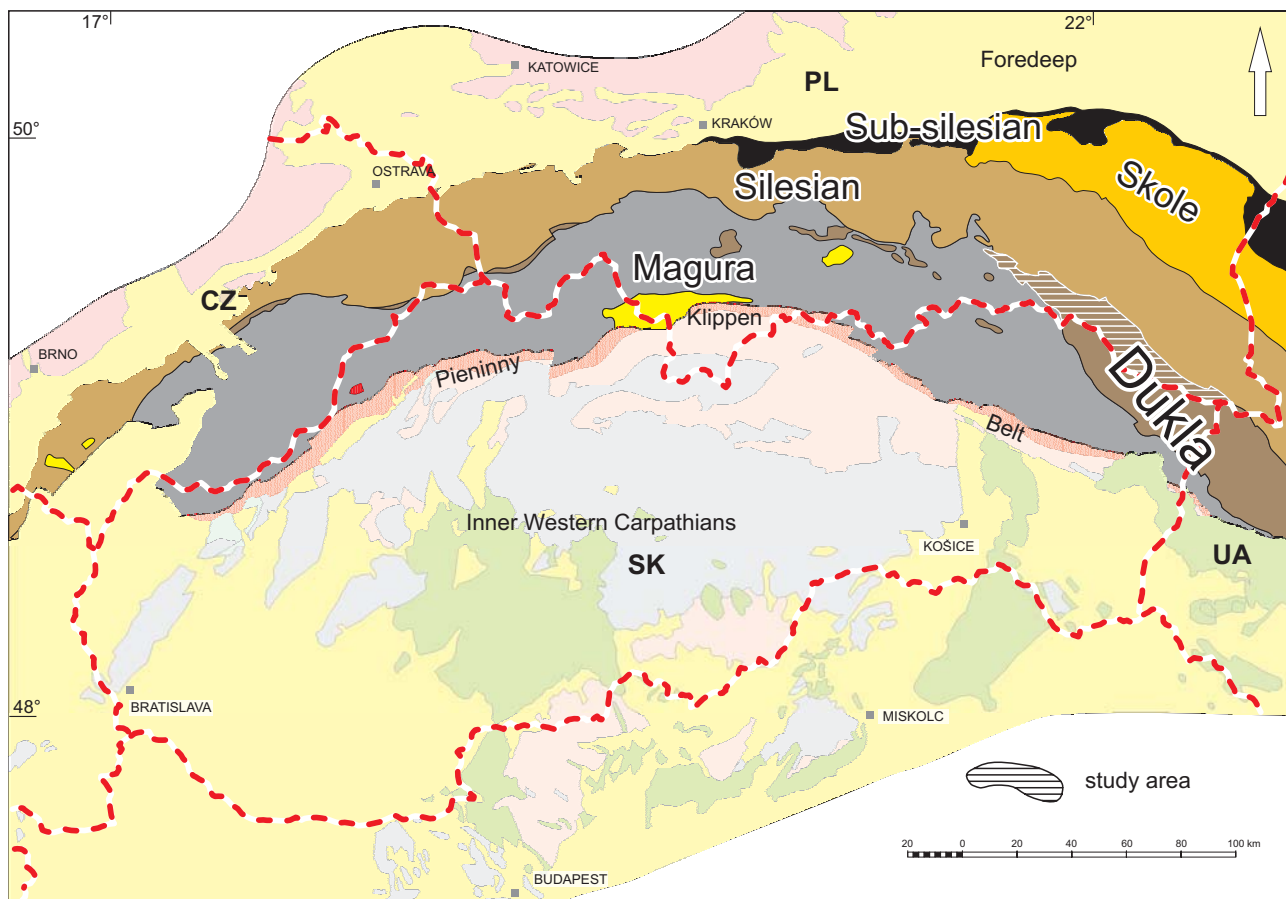 17°
22°
Foredeep
KATOWICE
PL
50°
KRAKÓW
Sub-silesian
OSTRAVA
Silesian
Skole
Magura
CZ
Klippen
BRNO
Pieninny
Dukla
Belt
Inner Western Carpathians
KOŠICE
SK
UA
BRATISLAVA
48°
MISKOLC
study area
20 0 20 40 60 80 100 km
BUDAPEST